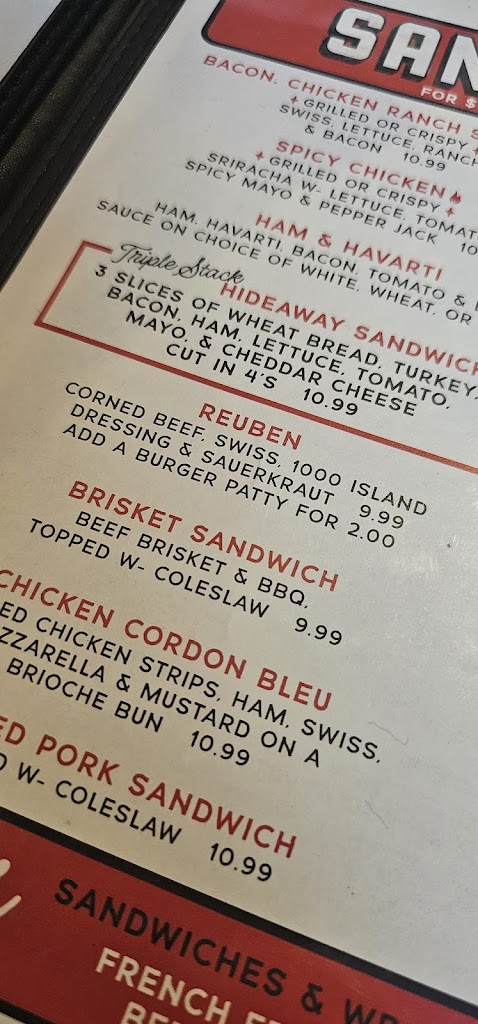 SAN
FOR $
BACON, CHICKEN RANCH S
GRILLED OR CRISPY
SWISS, LETTUCE, RANCH
& BACON 10.99
SPICY CHICKEN
GRILLED OR CRISPY
SRIRACHA W- LETTUCE, TOMAT
SPICY MAYO & PEPPER JACK 10
HAM & HAVARTI
HAM, HAVARTI, BACON, TOMATO &
SAUCE ON CHOICE OF WHITE, WHEAT, OR
Triple Stack
HIDEAWAY SANDWICH
3 SLICES OF WHEAT BREAD, TURKEY,
BACON, HAM, LETTUCE, TOMATO,
MAYO, & CHEDDAR CHEESE
CUT IN 4'S 10.99
REUBEN
CORNED BEEF, SWISS, 1000 ISLAND
DRESSING & SAUERKRAUT 9.99
ADD A BURGER PATTY FOR 2.00
BRISKET SANDWICH
BEEF BRISKET & BBQ,
TOPPED W- COLESLAW 9.99
CHICKEN CORDON BLEU
ED CHICKEN STRIPS, HAM, SWISS,
ZZARELLA & MUSTARD ON A
BRIOCHE BUN 10.99
ED PORK SANDWICH
D W- COLESLAW 10.99
SANDWICHES & WR
FRENCH F